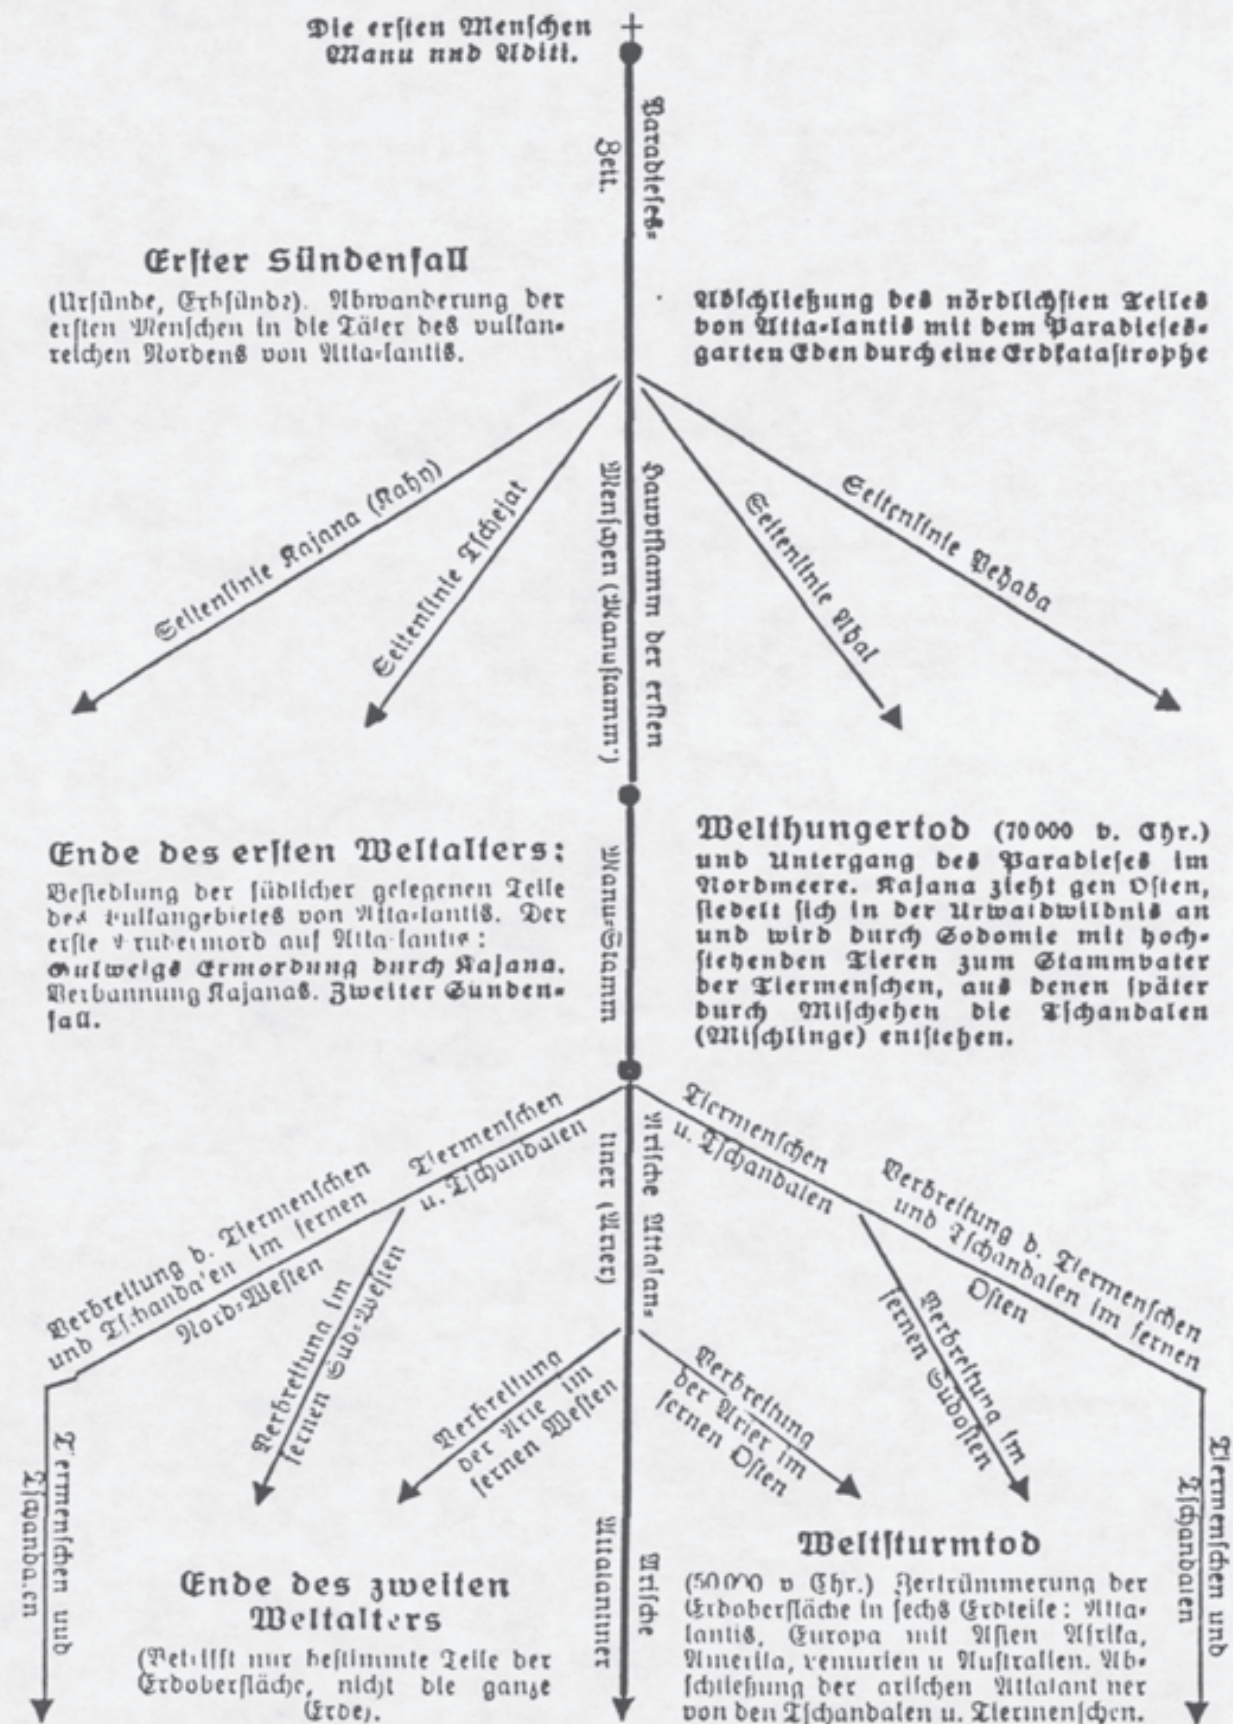 Die ersten Menschen
Manu und Aditi.
Paradieses-
Zeit.
Erster Sündenfall
(Ursünde, Erbsünde). Abwanderung der
ersten Menschen in die Täler des vulkan-
reichen Nordens von Atta-lantis.
Abschließung des nördlichsten Teiles
von Atta-lantis mit dem Paradieses-
garten Eden durch eine Erdkatastrophe
Seitenlinie Kajana (Kahn)
Seitenlinie Tschejat
Hauptstamm der ersten
Menschen (Manustamm)
Seitenlinie Ahal
Seitenlinie Pehaba
Ende des ersten Weltalters:
Besiedlung der südlicher gelegenen Teile
des Vulkangebietes von Atta-lantis. Der
erste Brudermord auf Atta-lantis:
Gulweigs Ermordung durch Kajana.
Verbannung Kajanas. Zweiter Sünden-
fall.
Manu-Stamm
Welthungertod (70000 v. Chr.)
und Untergang des Paradieses im
Nordmeere. Kajana zieht gen Osten,
siedelt sich in der Urwaldwildnis an
und wird durch Sodomie mit hoch-
stehenden Tieren zum Stammvater
der Tiermenschen, aus denen später
durch Mischehen die Tschandalen
(Mischlinge) entstehen.
Tiermenschen
u. Tschandalen
Verbreitung d. Tiermenschen
und Tschandalen im fernen
Nord-Westen
Verbreitung im
fernen Süd-Westen
Arische Attalan-
tiner (Arier)
Tiermenschen
u. Tschandalen
Verbreitung d. Tiermenschen
und Tschandalen im fernen
Osten
Verbreitung im
fernen Südosten
Verbreitung
der Arie im
fernen Westen
Verbreitung
der Arier im
fernen Osten
Tiermenschen und
Tschandalen
Ende des zweiten
Weltalters
(Betrifft nur bestimmte Teile der
Erdoberfläche, nicht die ganze
Erde).
Arische
Attalantiner
Weltsturmtod
(50000 v Chr.) Zertrümmerung der
Erdoberfläche in sechs Erdteile: Atta-
lantis, Europa mit Asien Afrika,
Amerika, Lemurien u Australien. Ab-
schließung der arischen Attalantiner
von den Tschandalen u. Tiermenschen.
Tiermenschen und
Tschandalen